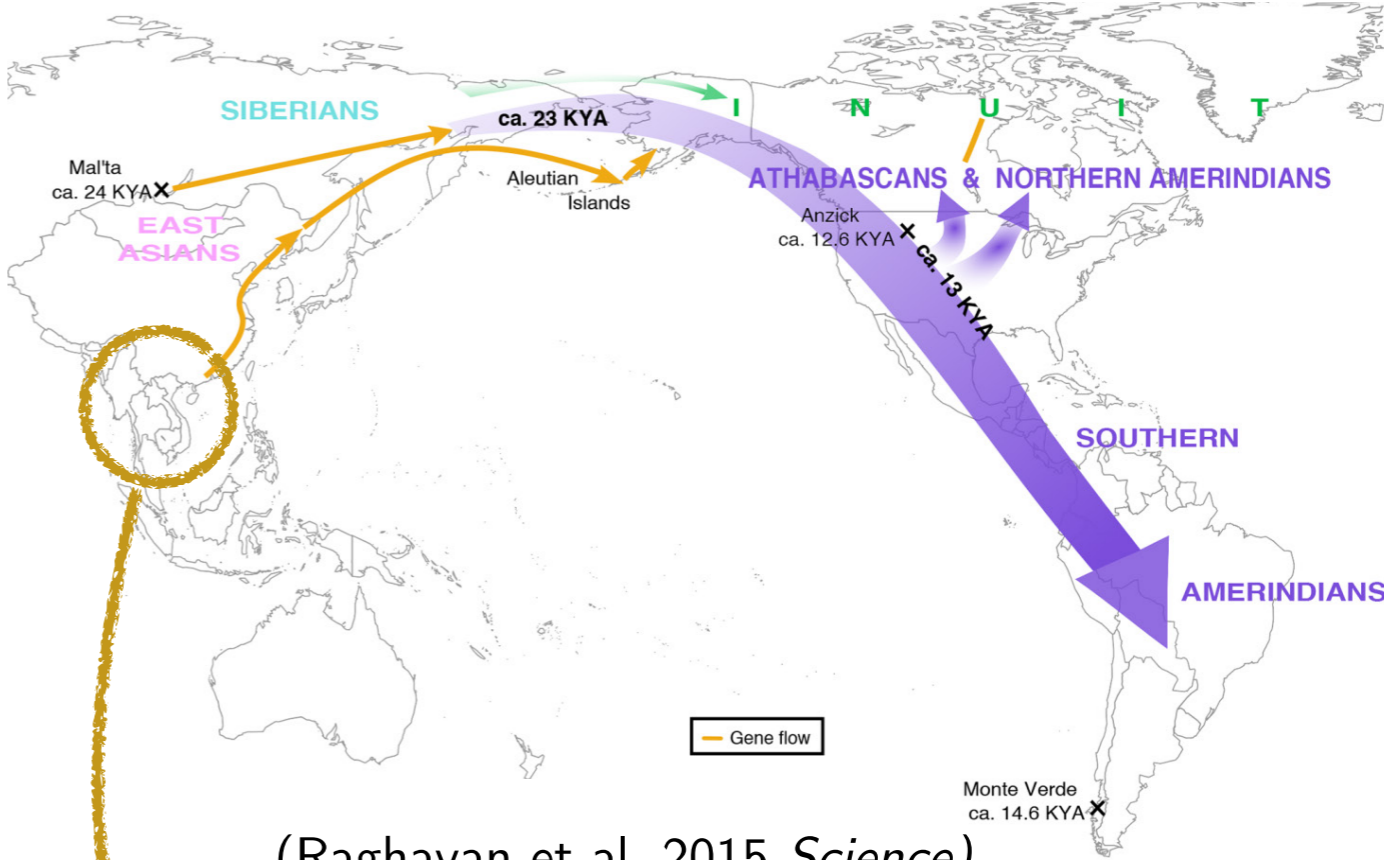 SIBERIANS
ca. 23 KYA
I N U I T
Mal'ta
ca. 24 KYA
Aleutian
Islands
ATHABASCANS & NORTHERN AMERINDIANS
EAST
ASIANS
Anzick
ca. 12.6 KYA
ca. 13 KYA
SOUTHERN
AMERINDIANS
Gene flow
Monte Verde
ca. 14.6 KYA
(Raghavan et al. 2015 Science)